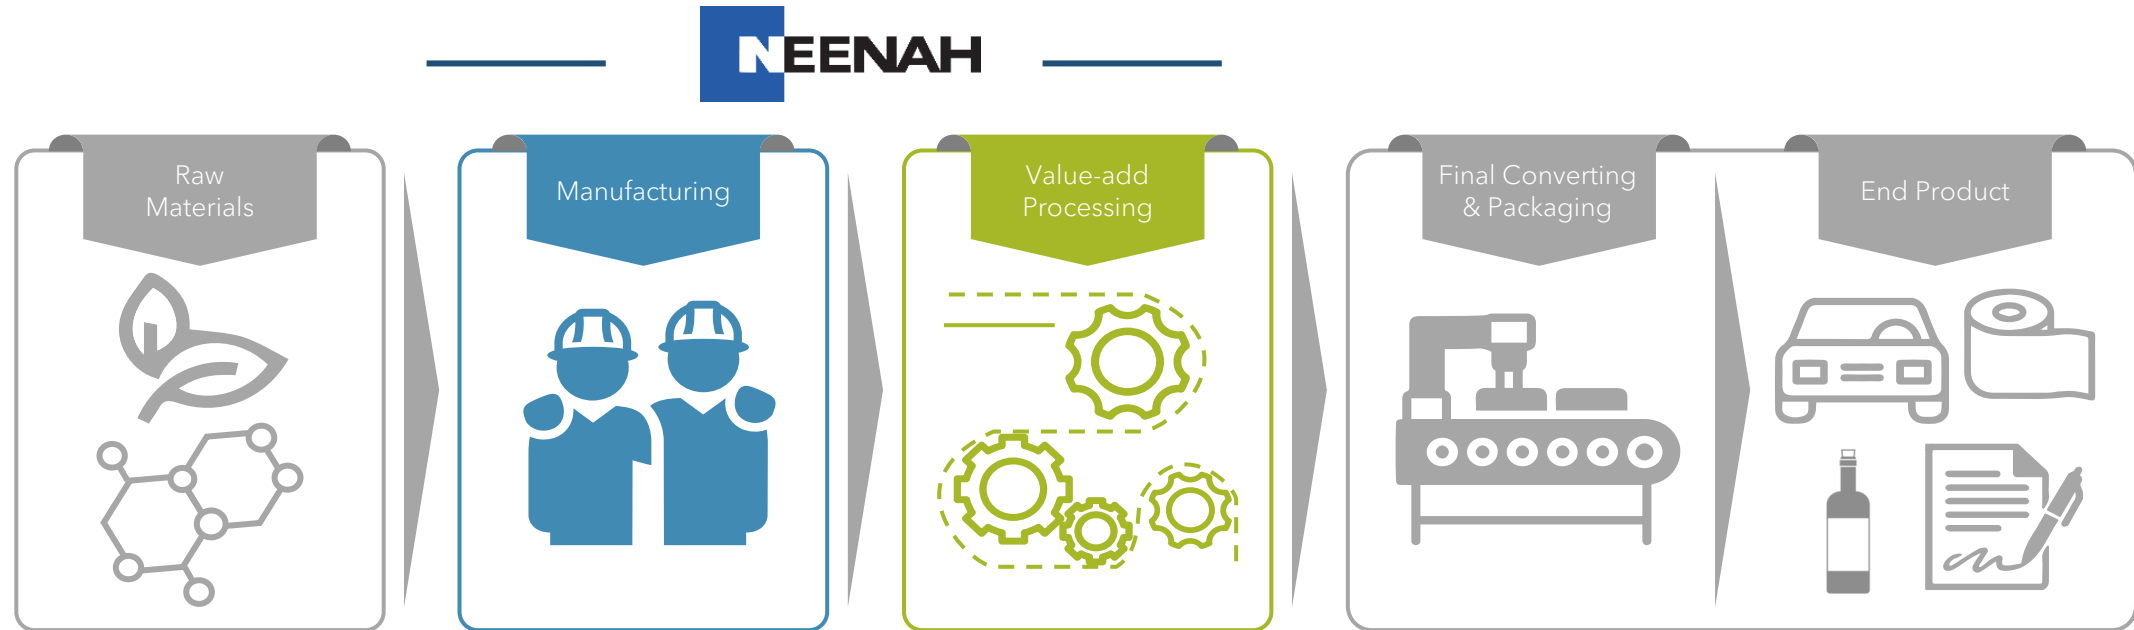 NEENAH
Raw
Materials
Manufacturing
Value-add
Processing
Final Converting
& Packaging
End Product